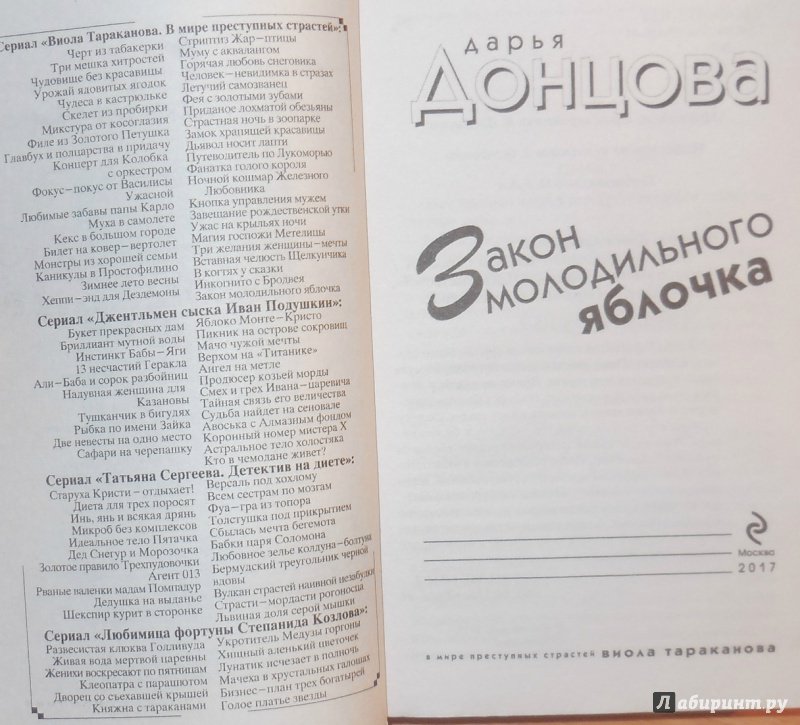 Сериал «Виола Тараканова. В мире преступных страстей»:
Черт из табакерки
Три мешка хитростей
Чудовище без красавицы
Урожай ядовитых ягодок
Чудеса в кастрюльке
Скелет из пробирки
Микстура от косоглазия
Филе из Золотого Петушка
Главбух и полцарства в придачу
Концерт для Колобка
с оркестром
Фокус-покус от Василисы
Ужасной
Любимые забавы папы Карло
Муха в самолете
Кекс в большом городе
Билет на ковер-вертолет
Монстры из хорошей семьи
Каникулы в Простофилино
Зимнее лето весны
Хеппи-энд для Дездемоны
Стриптиз Жар-птицы
Муму с аквалангом
Горячая любовь снеговика
Человек-невидимка в стразах
Летучий самозванец
Фея с золотыми зубами
Приданое лохматой обезьяны
Страстная ночь в зоопарке
Замок храпящей красавицы
Дьявол носит лапти
Путеводитель по Лукоморью
Фанатка голого короля
Ночной кошмар Железного
Любовника
Кнопка управления мужем
Завещание рождественской утки
Ужас на крыльях ночи
Магия госпожи Метелицы
Три желания женщины-мечты
Вставная челюсть Щелкунчика
В когтях у сказки
Инкогнито с Бродвея
Закон молодильного яблочка
Сериал «Джентльмен сыска Иван Подушкин»:
Букет прекрасных дам
Бриллиант мутной воды
Инстинкт Бабы-Яги
13 несчастий Геракла
Али-Баба и сорок разбойниц
Надувная женщина для
Казановы
Тушканчик в бигудях
Рыбка по имени Зайка
Две невесты на одно место
Сафари на черепашку
Яблоко Монте-Кристо
Пикник на острове сокровищ
Мачо чужой мечты
Верхом на «Титанике»
Ангел на метле
Продюсер козьей морды
Смех и грех Ивана-царевича
Тайная связь его величества
Судьба найдет на сеновале
Авоська с Алмазным фондом
Коронный номер мистера Х
Астральное тело холостяка
Кто в чемодане живет?
Сериал «Татьяна Сергеева. Детектив на диете»:
Старуха Кристи – отдыхает!
Диета для трех поросят
Инь, янь и всякая дрянь
Микроб без комплексов
Идеальное тело Пятачка
Дед Снегур и Морозочка
Золотое правило Трехпудовочки
Агент 013
Рваные валенки мадам Помпадур
Дедушка на выданье
Шекспир курит в сторонке
Версаль под хохлому
Всем сестрам по мозгам
Фуа-гра из топора
Толстушка под прикрытием
Сбылась мечта бегемота
Бабки царя Соломона
Любовное зелье колдуна-болтуна
Бермудский треугольник черной
вдовы
Вулкан страстей наивной незабудки
Страсти-мордасти рогоносца
Львиная доля серой мышки
Сериал «Любимица фортуны Степанида Козлова»:
Развесистая клюква Голливуда
Живая вода мертвой царевны
Женихи воскресают по пятницам
Клеопатра с парашютом
Дворец со съехавшей крышей
Княжна с тараканами
Укротитель Медузы горгоны
Хищный аленький цветочек
Лунатик исчезает в полночь
Мачеха в хрустальных галошах
Бизнес-план трех богатырей
Голое платье звезды
дарья
Донцова
Закон
молодильного
яблочка
Москва
2017
в мире преступных страстей виола тараканова
Лабиринт.ру